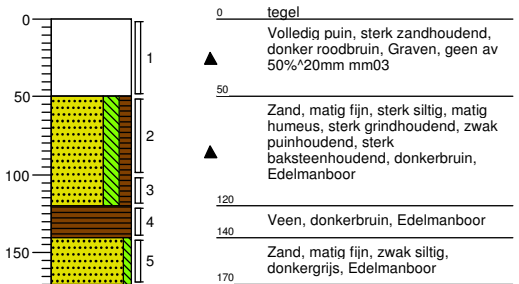 0
50
100
150
1
2
3
4
5
0 tegel
Volledig puin, sterk zandhoudend,
donker roodbruin, Graven, geen av
50%^20mm mm03
50
Zand, matig fijn, sterk siltig, matig
humeus, sterk grindhoudend, zwak
puinhoudend, sterk
baksteenhoudend, donkerbruin,
Edelmanboor
120
Veen, donkerbruin, Edelmanboor
140
Zand, matig fijn, zwak siltig,
donkergrijs, Edelmanboor
170